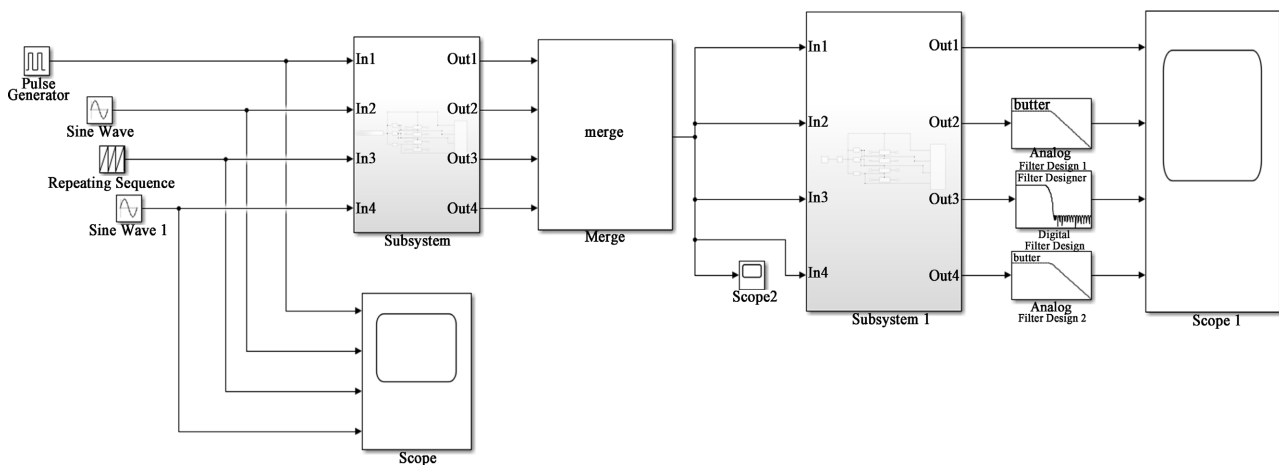 Pulse
Generator
Sine Wave
Repeating Sequence
Sine Wave 1
In1
In2
In3
In4
Out1
Out2
Out3
Out4
Subsystem
merge
Merge
Scope
Scope2
In1
In2
In3
In4
Out1
Out2
Out3
Out4
Subsystem 1
butter
Analog
Filter Design 1
Filter Designer
Digital
Filter Design
butter
Analog
Filter Design 2
Scope 1